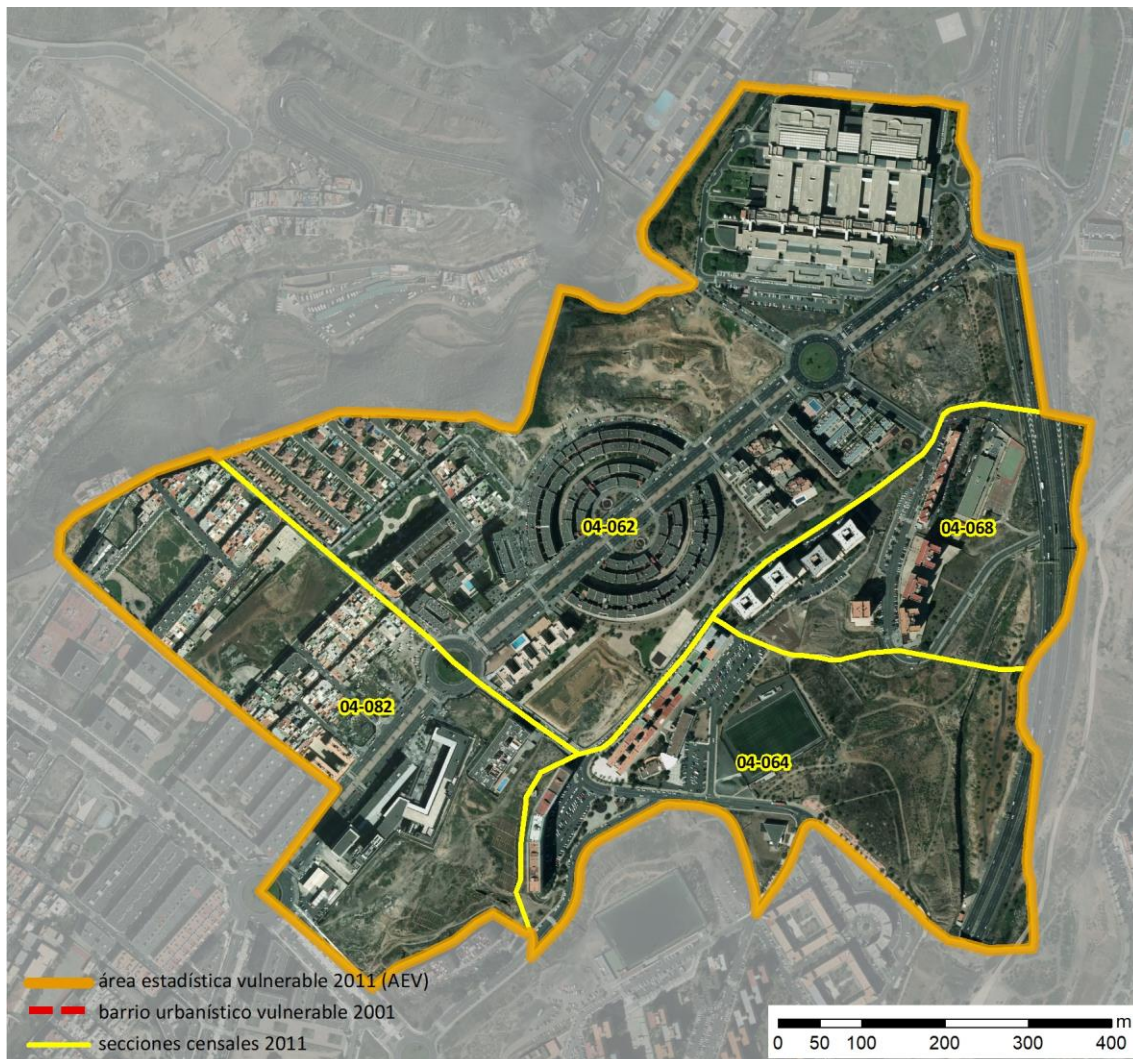 04-062
04-068
04-082
04-064
área estadística vulnerable 2011 (AEV)
barrio urbanístico vulnerable 2001
secciones censales 2011
m
0 50 100 200 300 400